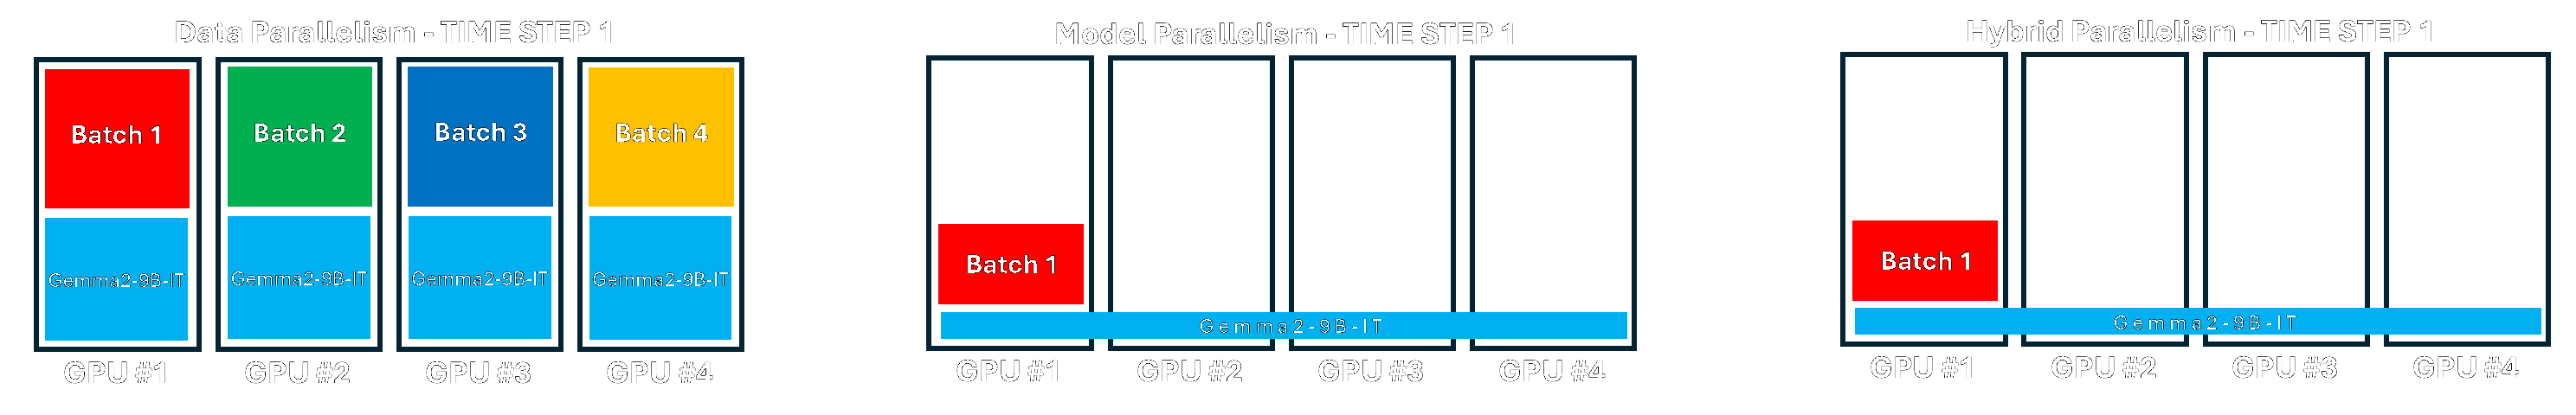 Data Parallelism - TIME STEP 1
Batch 1
Batch 2
Batch 3
Batch 4
Gemma2-9B-IT
Gemma2-9B-IT
Gemma2-9B-IT
Gemma2-9B-IT
GPU #1
GPU #2
GPU #3
GPU #4
Model Parallelism - TIME STEP 1
Batch 1
Gemma2-9B-IT
GPU #1
GPU #2
GPU #3
GPU #4
Hybrid Parallelism - TIME STEP 1
Batch 1
Gemma2-9B-IT
GPU #1
GPU #2
GPU #3
GPU #4